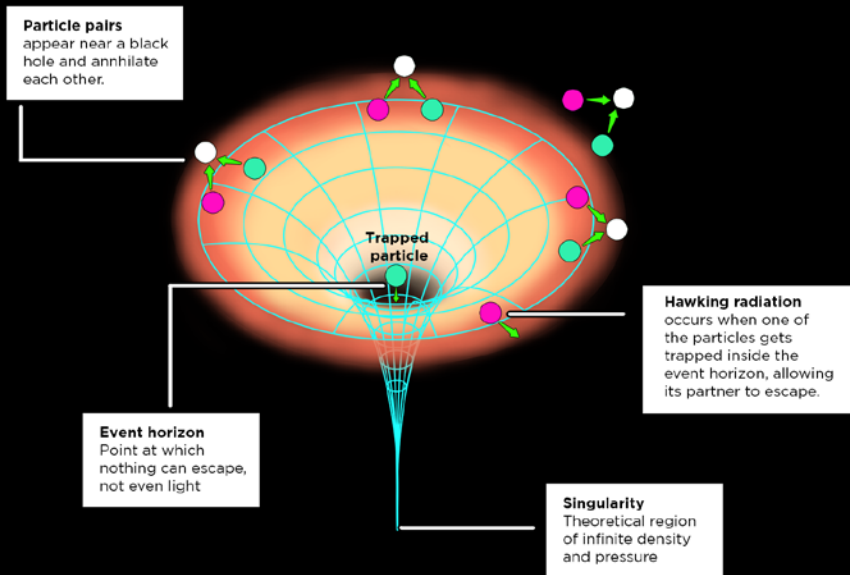 Particle pairs
appear near a black
hole and annhilate
each other.
Trapped
particle
Hawking radiation
occurs when one of
the particles gets
trapped inside the
event horizon, allowing
its partner to escape.
Event horizon
Point at which
nothing can escape,
not even light
Singularity
Theoretical region
of infinite density
and pressure